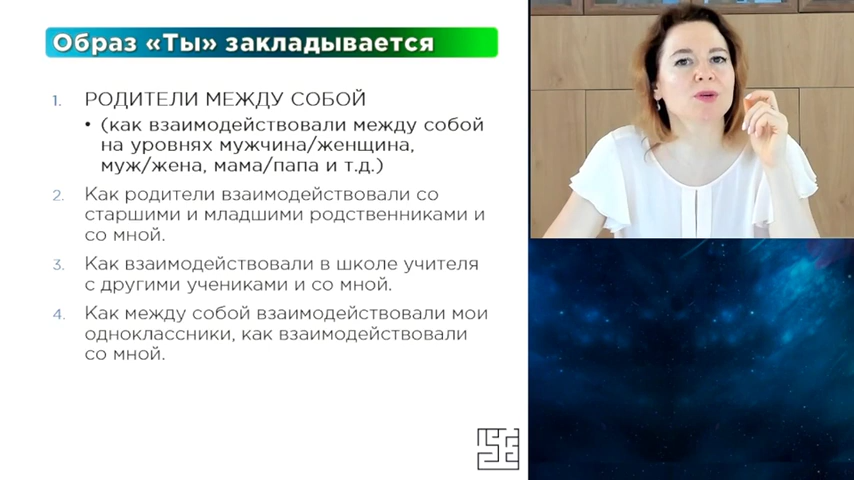 Образ «Ты» закладывается
1. РОДИТЕЛИ МЕЖДУ СОБОЙ
• (как взаимодействовали между собой
на уровнях мужчина/женщина,
муж/жена, мама/папа и т.д.)
2. Как родители взаимодействовали со
старшими и младшими родственниками и
со мной.
3. Как взаимодействовали в школе учителя
с другими учениками и со мной.
4. Как между собой взаимодействовали мои
одноклассники, как взаимодействовали
со мной.